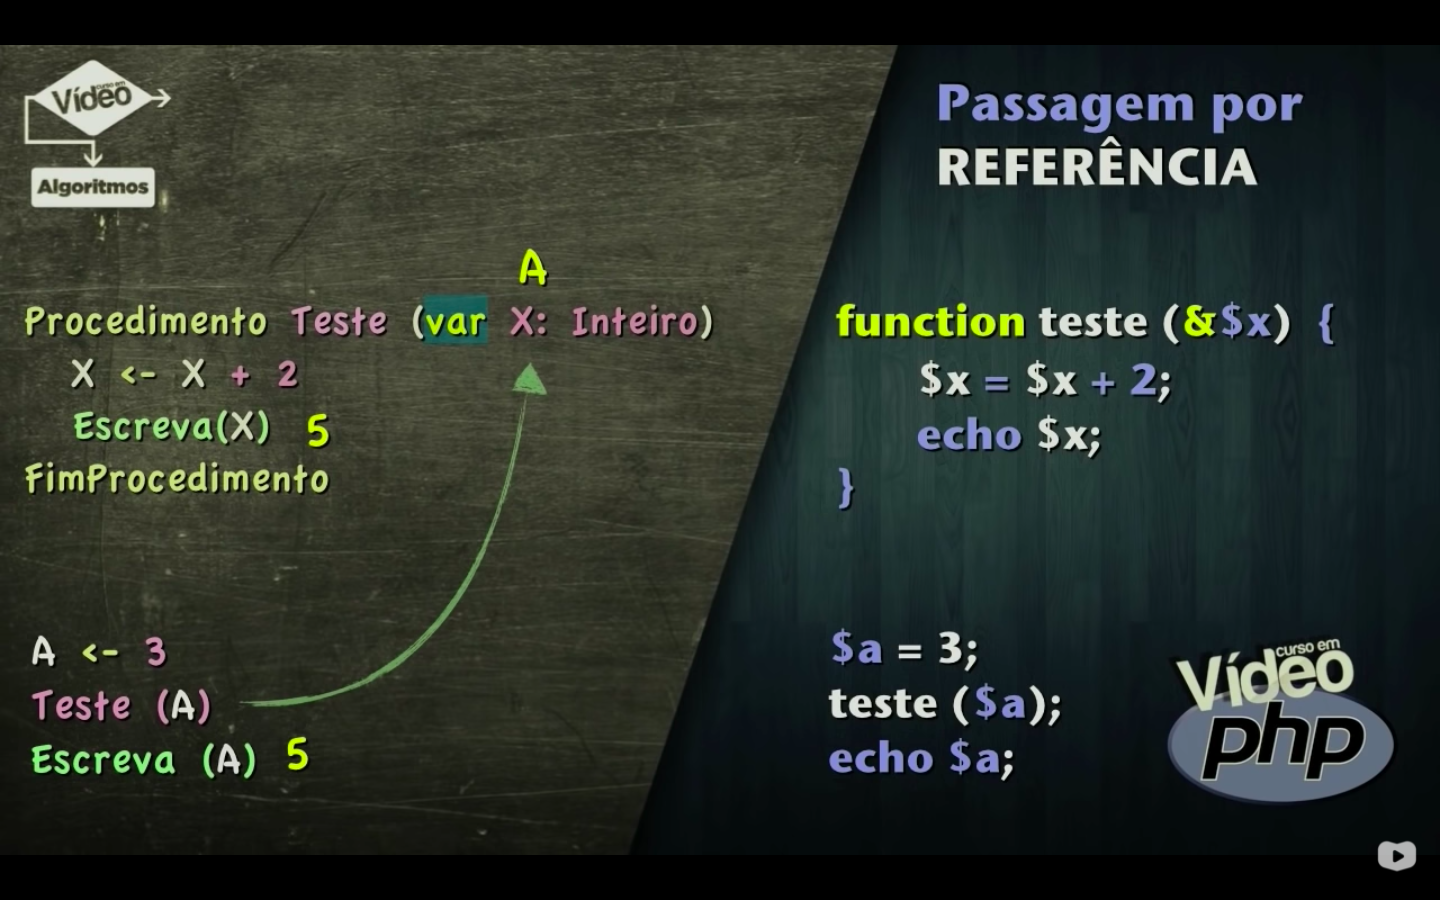 curso em
Vídeo
Algoritmos
Passagem por
REFERÊNCIA
A
Procedimento Teste (var X: Inteiro)
X <- X + 2
Escreva(X) 5
FimProcedimento
A <- 3
Teste (A)
Escreva (A) 5
function teste (&$x) {
$x = $x + 2;
echo $x;
}
$a = 3;
teste ($a);
echo $a;
curso em
Vídeo
php